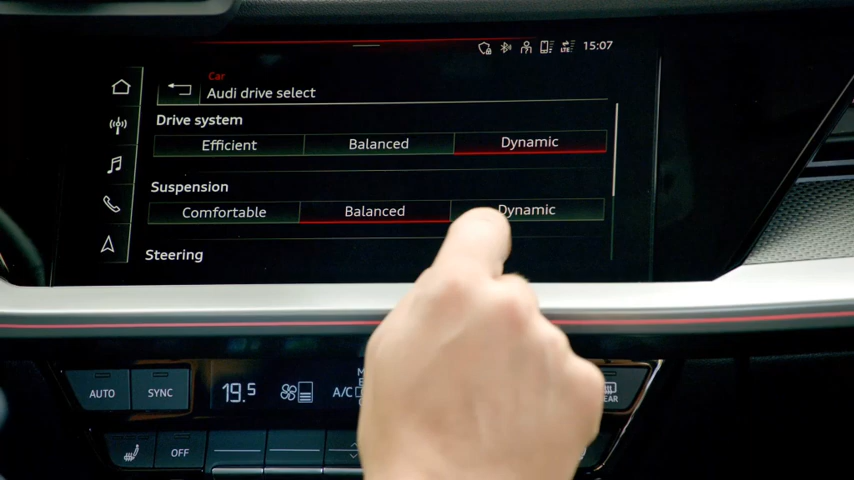 LTE 15:07
Car
Audi drive select
Drive system
Efficient Balanced Dynamic
Suspension
Comfortable Balanced Dynamic
Steering
AUTO SYNC 19.5 A/C
OFF